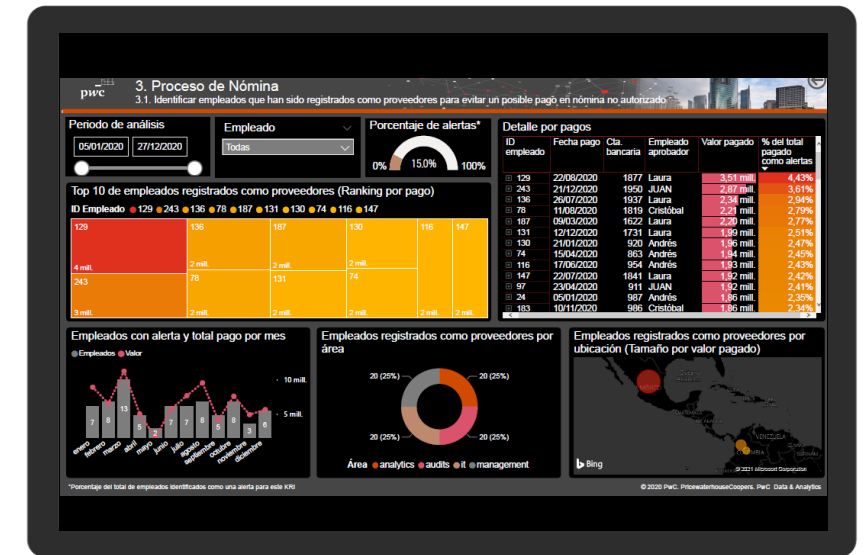 pwc
3. Proceso de Nómina
3.1. Identificar empleados que han sido registrados como proveedores para evitar un posible pago en nómina no autorizado
Periodo de análisis
05/01/2020 27/12/2020
Empleado
Todas
Porcentaje de alertas*
0% 15.0% 100%
Detalle por pagos
ID empleado Fecha pago Cta. bancaria Empleado aprobador Valor pagado % del total pagado como alertas
129 22/08/2020 1877 Laura 3,51 mill. 4,43%
243 21/12/2020 1950 JUAN 2,87 mill. 3,61%
136 26/07/2020 1937 Laura 2,34 mill. 2,94%
78 11/08/2020 1819 Cristóbal 2,21 mill. 2,79%
187 09/03/2020 1622 Laura 2,20 mill. 2,77%
131 12/12/2020 1731 Laura 1,99 mill. 2,51%
130 21/01/2020 920 Andrés 1,96 mill. 2,47%
74 15/04/2020 863 Andrés 1,94 mill. 2,45%
116 17/06/2020 954 Andrés 1,93 mill. 2,43%
147 22/07/2020 1841 Laura 1,92 mill. 2,42%
97 23/04/2020 911 JUAN 1,92 mill. 2,41%
24 05/01/2020 987 Andrés 1,86 mill. 2,35%
183 10/11/2020 986 Cristóbal 1,86 mill. 2,34%
Top 10 de empleados registrados como proveedores (Ranking por pago)
ID Empleado 129 243 136 78 187 131 130 74 116 147
129 136 187 130 116 147
4 mill. 2 mill. 2 mill. 2 mill.
243 78 131 74
3 mill. 2 mill. 2 mill. 2 mill. 2 mill. 2 mill.
Empleados con alerta y total pago por mes
Empleados Valor
10 mill.
5 mill.
7 8 13 5 2 7 7 8 5 8 3 6
enero febrero marzo abril mayo junio julio agosto septiembre octubre noviembre diciembre
Empleados registrados como proveedores por área
20 (25%) 20 (25%)
20 (25%) 20 (25%)
Área analytics audits it management
Empleados registrados como proveedores por ubicación (Tamaño por valor pagado)
VENEZUELA
Bing
© 2021 Microsoft Corporation
*Porcentaje del total de empleados identificados como una alerta para este KRI
© 2020 PwC. PricewaterhouseCoopers. PwC Data & Analytics